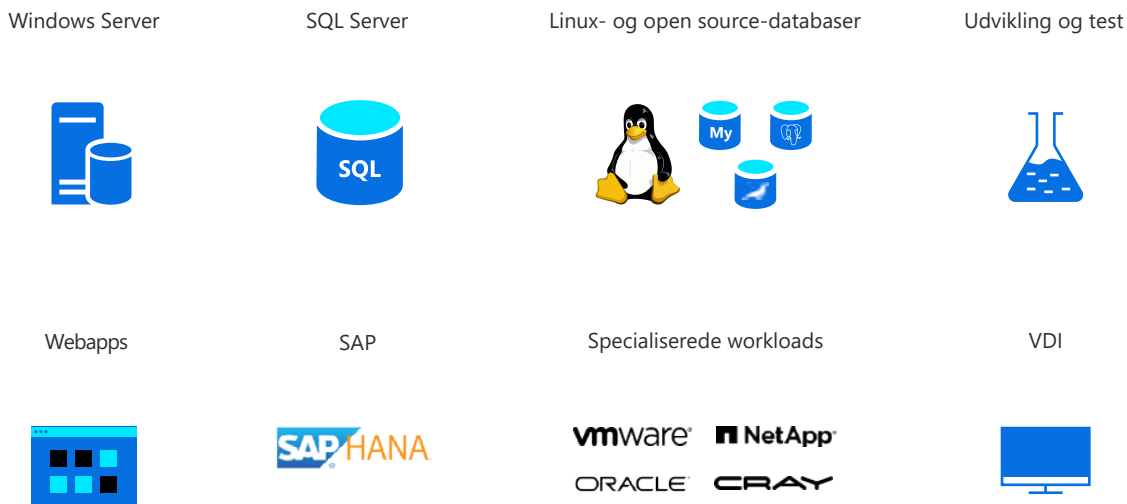 Windows Server
SQL Server
Linux- og open source-databaser
Udvikling og test
SQL
My
Webapps
SAP
Specialiserede workloads
VDI
SAP HANA
vmware®
NetApp
ORACLE
CRAY